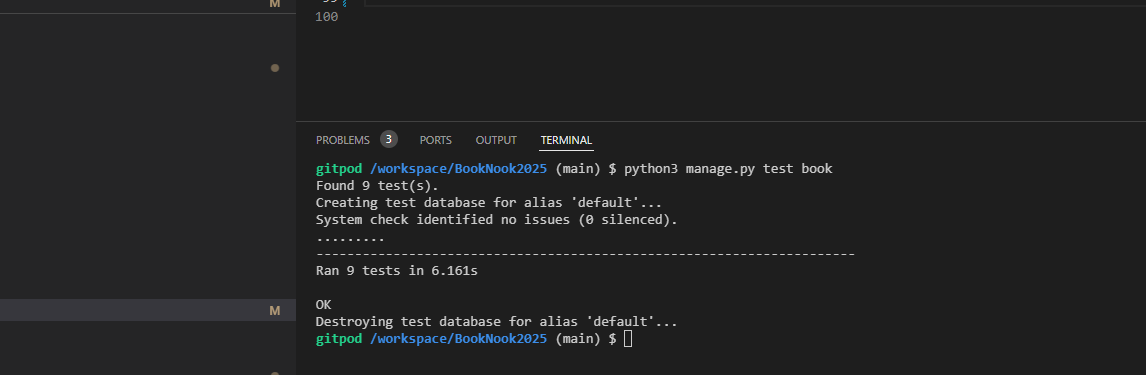 M
100
PROBLEMS 3 PORTS OUTPUT TERMINAL
gitpod /workspace/BookNook2025 (main) $ python3 manage.py test book
Found 9 test(s).
Creating test database for alias 'default'...
System check identified no issues (0 silenced).
.........
----------------------------------------------------------------------
Ran 9 tests in 6.161s
OK
M
Destroying test database for alias 'default'...
gitpod /workspace/BookNook2025 (main) $